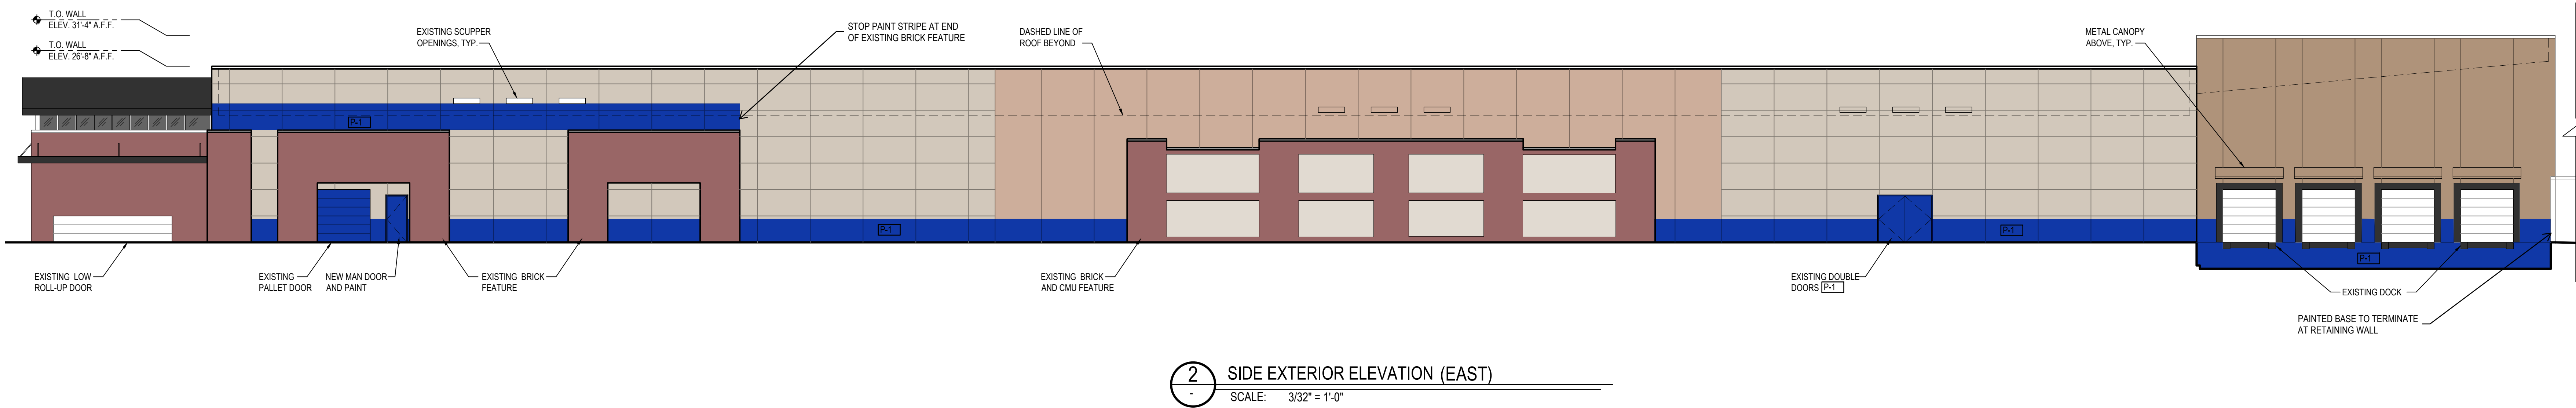 T.O. WALL
ELEV. 31'-4" A.F.F.
T.O. WALL
ELEV. 26'-8" A.F.F.
EXISTING SCUPPER
OPENINGS, TYP.
STOP PAINT STRIPE AT END
OF EXISTING BRICK FEATURE
DASHED LINE OF
ROOF BEYOND
METAL CANOPY
ABOVE, TYP.
P-1
P-1
P-1
P-1
EXISTING LOW
ROLL-UP DOOR
EXISTING
PALLET DOOR
NEW MAN DOOR
AND PAINT
EXISTING BRICK
FEATURE
EXISTING BRICK
AND CMU FEATURE
EXISTING DOUBLE
DOORS P-1
EXISTING DOCK
PAINTED BASE TO TERMINATE
AT RETAINING WALL
2
-
SIDE EXTERIOR ELEVATION (EAST)
SCALE: 3/32" = 1'-0"